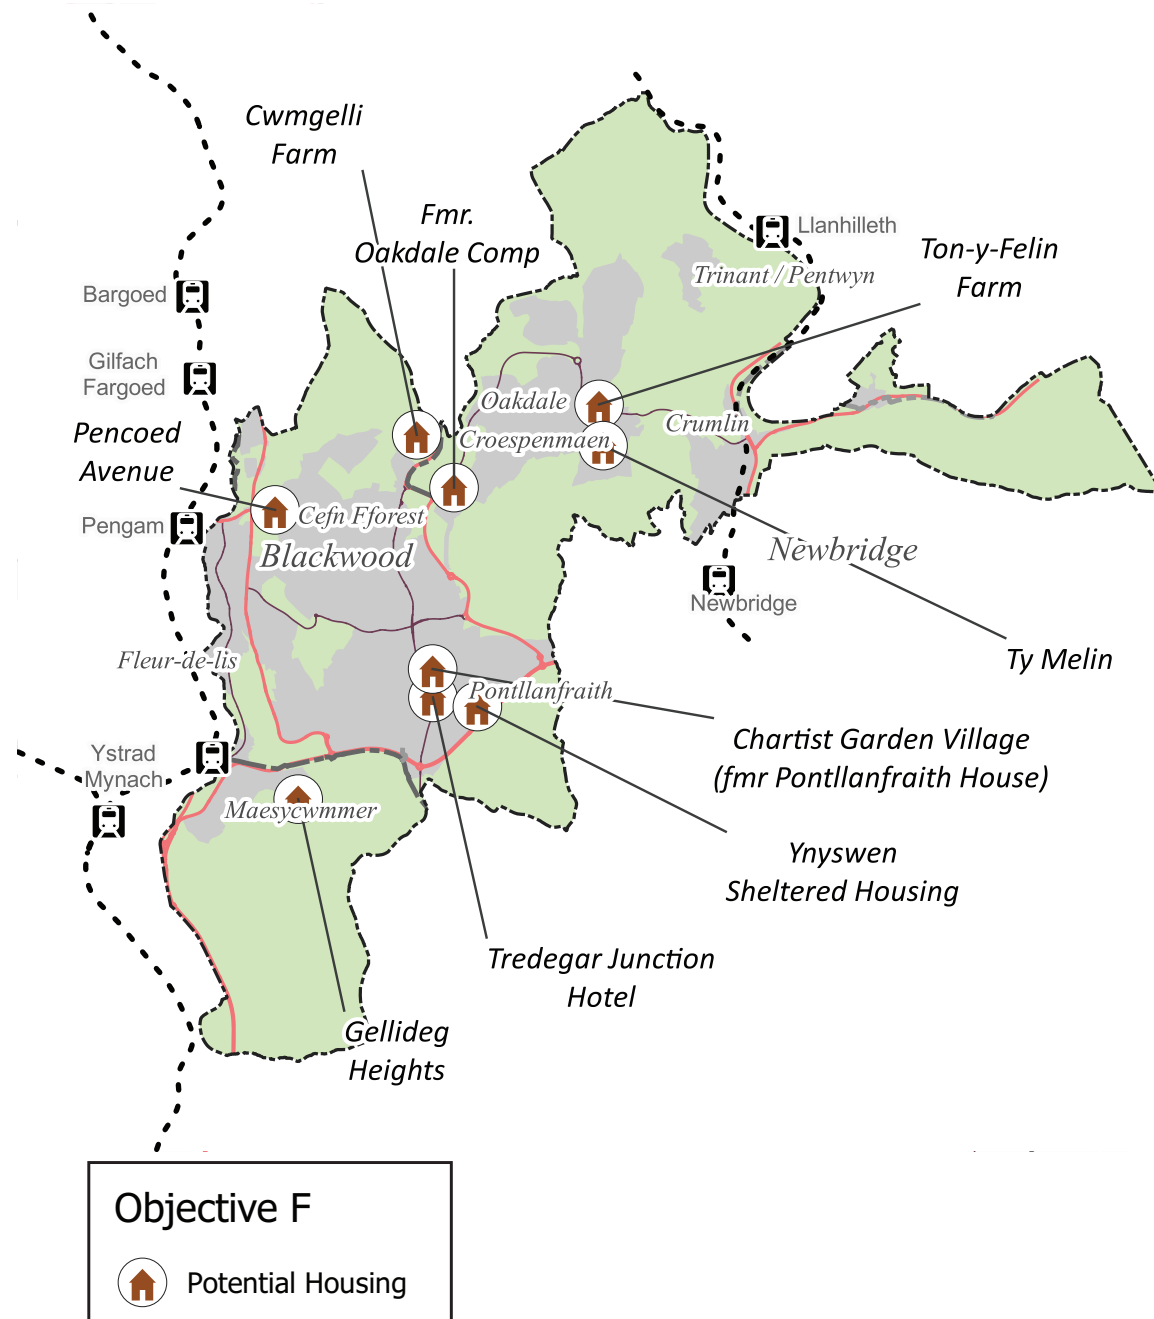 Cwmgelli
Farm
Fmr.
Oakdale Comp
Llanhilleth
Ton-y-Felin
Farm
Trinant / Pentwyn
Bargoed
Gilfach
Fargoed
Oakdale
Crumlin
Pencoed
Avenue
Croespenmaen
Pengam
Cefn Fforest
Blackwood
Newbridge
Newbridge
Fleur-de-lis
Ty Melin
Pontllanfraith
Chartist Garden Village
(fmr Pontllanfraith House)
Ystrad
Mynach
Maesycwmmer
Ynyswen
Sheltered Housing
Tredegar Junction
Hotel
Gellideg
Heights
Objective F
Potential Housing